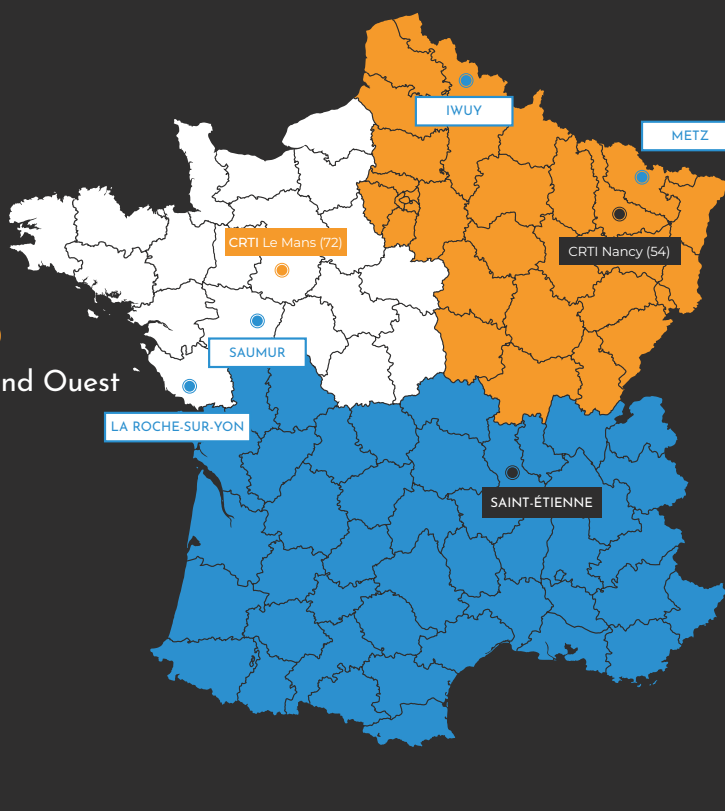 IWUY
METZ
CRTI Le Mans (72)
CRTI Nancy (54)
SAUMUR
nd Ouest
LA ROCHE-SUR-YON
SAINT-ÉTIENNE